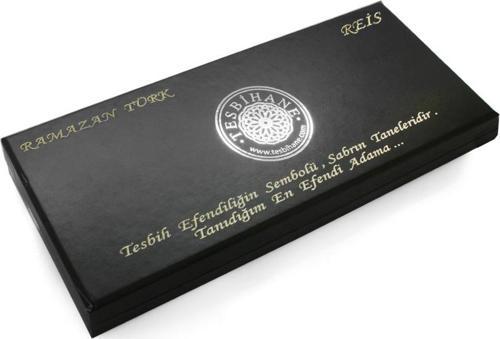 REİS
RAMAZAN TÜRK
TESBİHANE
www.tesbihane.com
Tesbih Efendiliğin Sembolü , Sabrın Taneleridir .
Tanıdığım En Efendi Adama ...